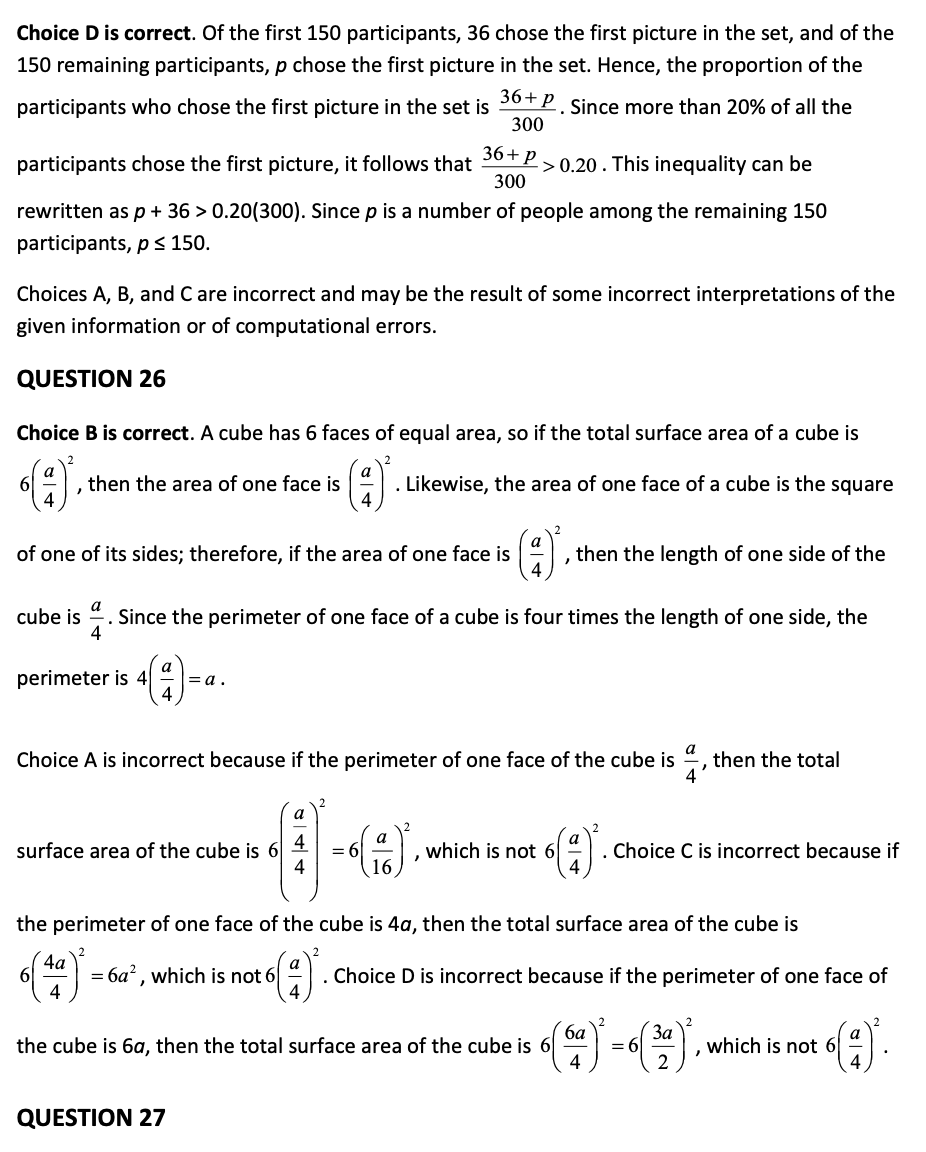 Choice D is correct. Of the first 150 participants, 36 chose the first picture in the set, and of the
150 remaining participants, p chose the first picture in the set. Hence, the proportion of the
participants who chose the first picture in the set is (36+p)/300. Since more than 20% of all the
participants chose the first picture, it follows that (36+p)/300 > 0.20. This inequality can be
rewritten as p + 36 > 0.20(300). Since p is a number of people among the remaining 150
participants, p ≤ 150.
Choices A, B, and C are incorrect and may be the result of some incorrect interpretations of the
given information or of computational errors.
QUESTION 26
Choice B is correct. A cube has 6 faces of equal area, so if the total surface area of a cube is
6(a/4)², then the area of one face is (a/4)². Likewise, the area of one face of a cube is the square
of one of its sides; therefore, if the area of one face is (a/4)², then the length of one side of the
cube is a/4. Since the perimeter of one face of a cube is four times the length of one side, the
perimeter is 4(a/4) = a.
Choice A is incorrect because if the perimeter of one face of the cube is a/4, then the total
surface area of the cube is 6((a/4)/4)² = 6(a/16)², which is not 6(a/4)². Choice C is incorrect because if
the perimeter of one face of the cube is 4a, then the total surface area of the cube is
6(4a/4)² = 6a², which is not 6(a/4)². Choice D is incorrect because if the perimeter of one face of
the cube is 6a, then the total surface area of the cube is 6(6a/4)² = 6(3a/2)², which is not 6(a/4)².
QUESTION 27